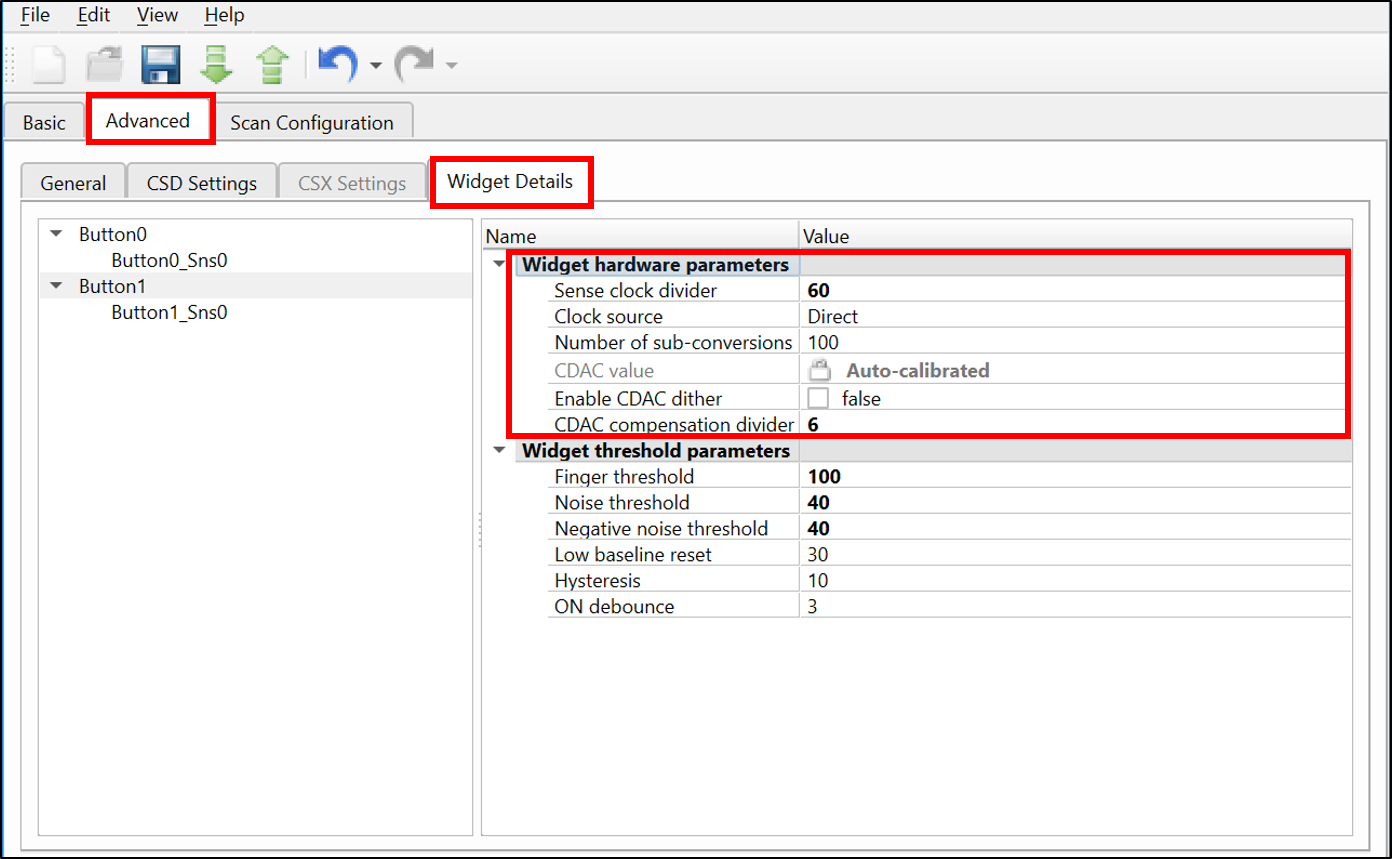 File Edit View Help
Basic Advanced Scan Configuration
General CSD Settings CSX Settings Widget Details
Button0
Button0_Sns0
Button1
Button1_Sns0
Name Value
Widget hardware parameters
Sense clock divider 60
Clock source Direct
Number of sub-conversions 100
CDAC value Auto-calibrated
Enable CDAC dither false
CDAC compensation divider 6
Widget threshold parameters
Finger threshold 100
Noise threshold 40
Negative noise threshold 40
Low baseline reset 30
Hysteresis 10
ON debounce 3